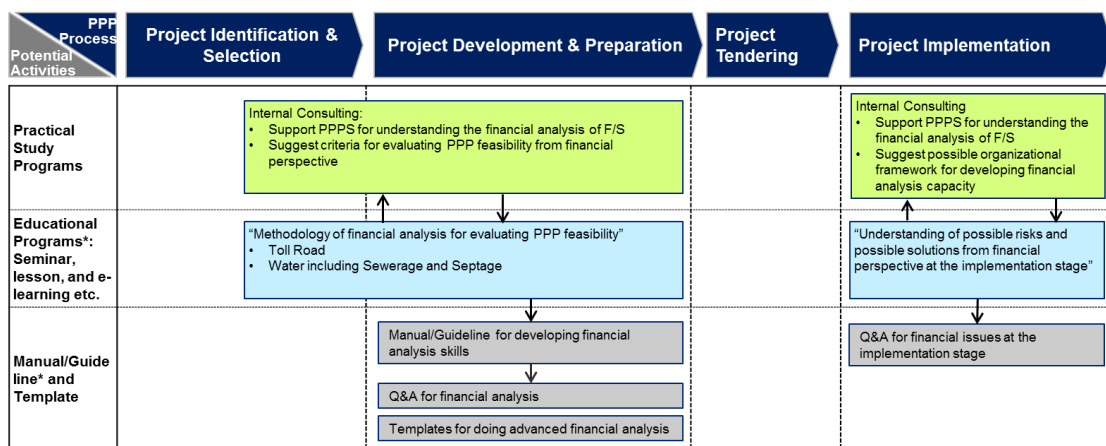 PPP
Process
Potential
Activities
Project Identification &
Selection
Project Development & Preparation
Project
Tendering
Project Implementation
Practical
Study
Programs
Internal Consulting:
• Support PPPS for understanding the financial analysis of F/S
• Suggest criteria for evaluating PPP feasibility from financial
perspective
Internal Consulting
• Support PPPS for understanding the
financial analysis of F/S
• Suggest possible organizational
framework for developing financial
analysis capacity
Educational
Programs*:
Seminar,
lesson, and e-
learning etc.
“Methodology of financial analysis for evaluating PPP feasibility”
• Toll Road
• Water including Sewerage and Septage
“Understanding of possible risks and
possible solutions from financial
perspective at the implementation stage”
Manual/Guide
line* and
Template
Manual/Guideline for developing financial
analysis skills
Q&A for financial analysis
Templates for doing advanced financial analysis
Q&A for financial issues at the
implementation stage